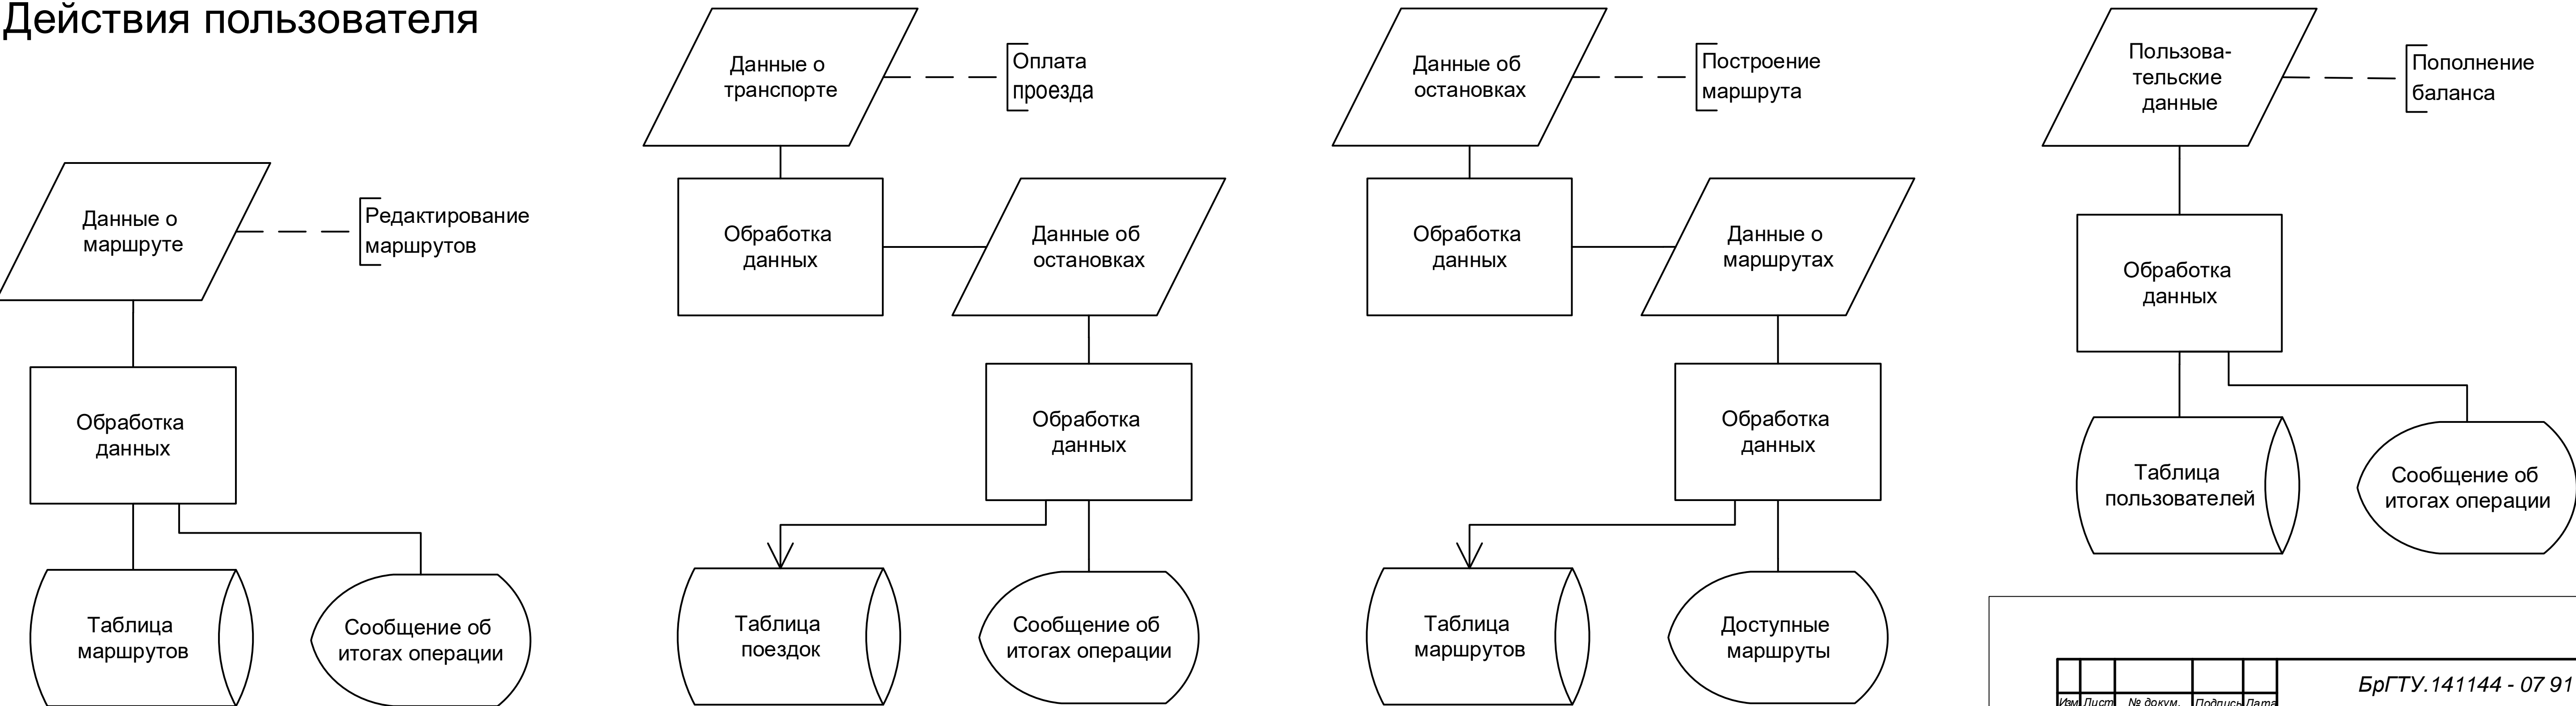 Действия пользователя
Данные о
маршруте
Редактирование
маршрутов
Обработка
данных
Таблица
маршрутов
Сообщение об
итогах операции
Данные о
транспорте
Оплата
проезда
Обработка
данных
Данные об
остановках
Обработка
данных
Таблица
поездок
Сообщение об
итогах операции
Данные об
остановках
Построение
маршрута
Обработка
данных
Данные о
маршрутах
Обработка
данных
Таблица
маршрутов
Доступные
маршруты
Пользова-
тельские
данные
Пополнение
баланса
Обработка
данных
Таблица
пользователей
Сообщение об
итогах операции
БрГТУ.141144 - 07 91
Изм Лист № докум. Подпись Дата